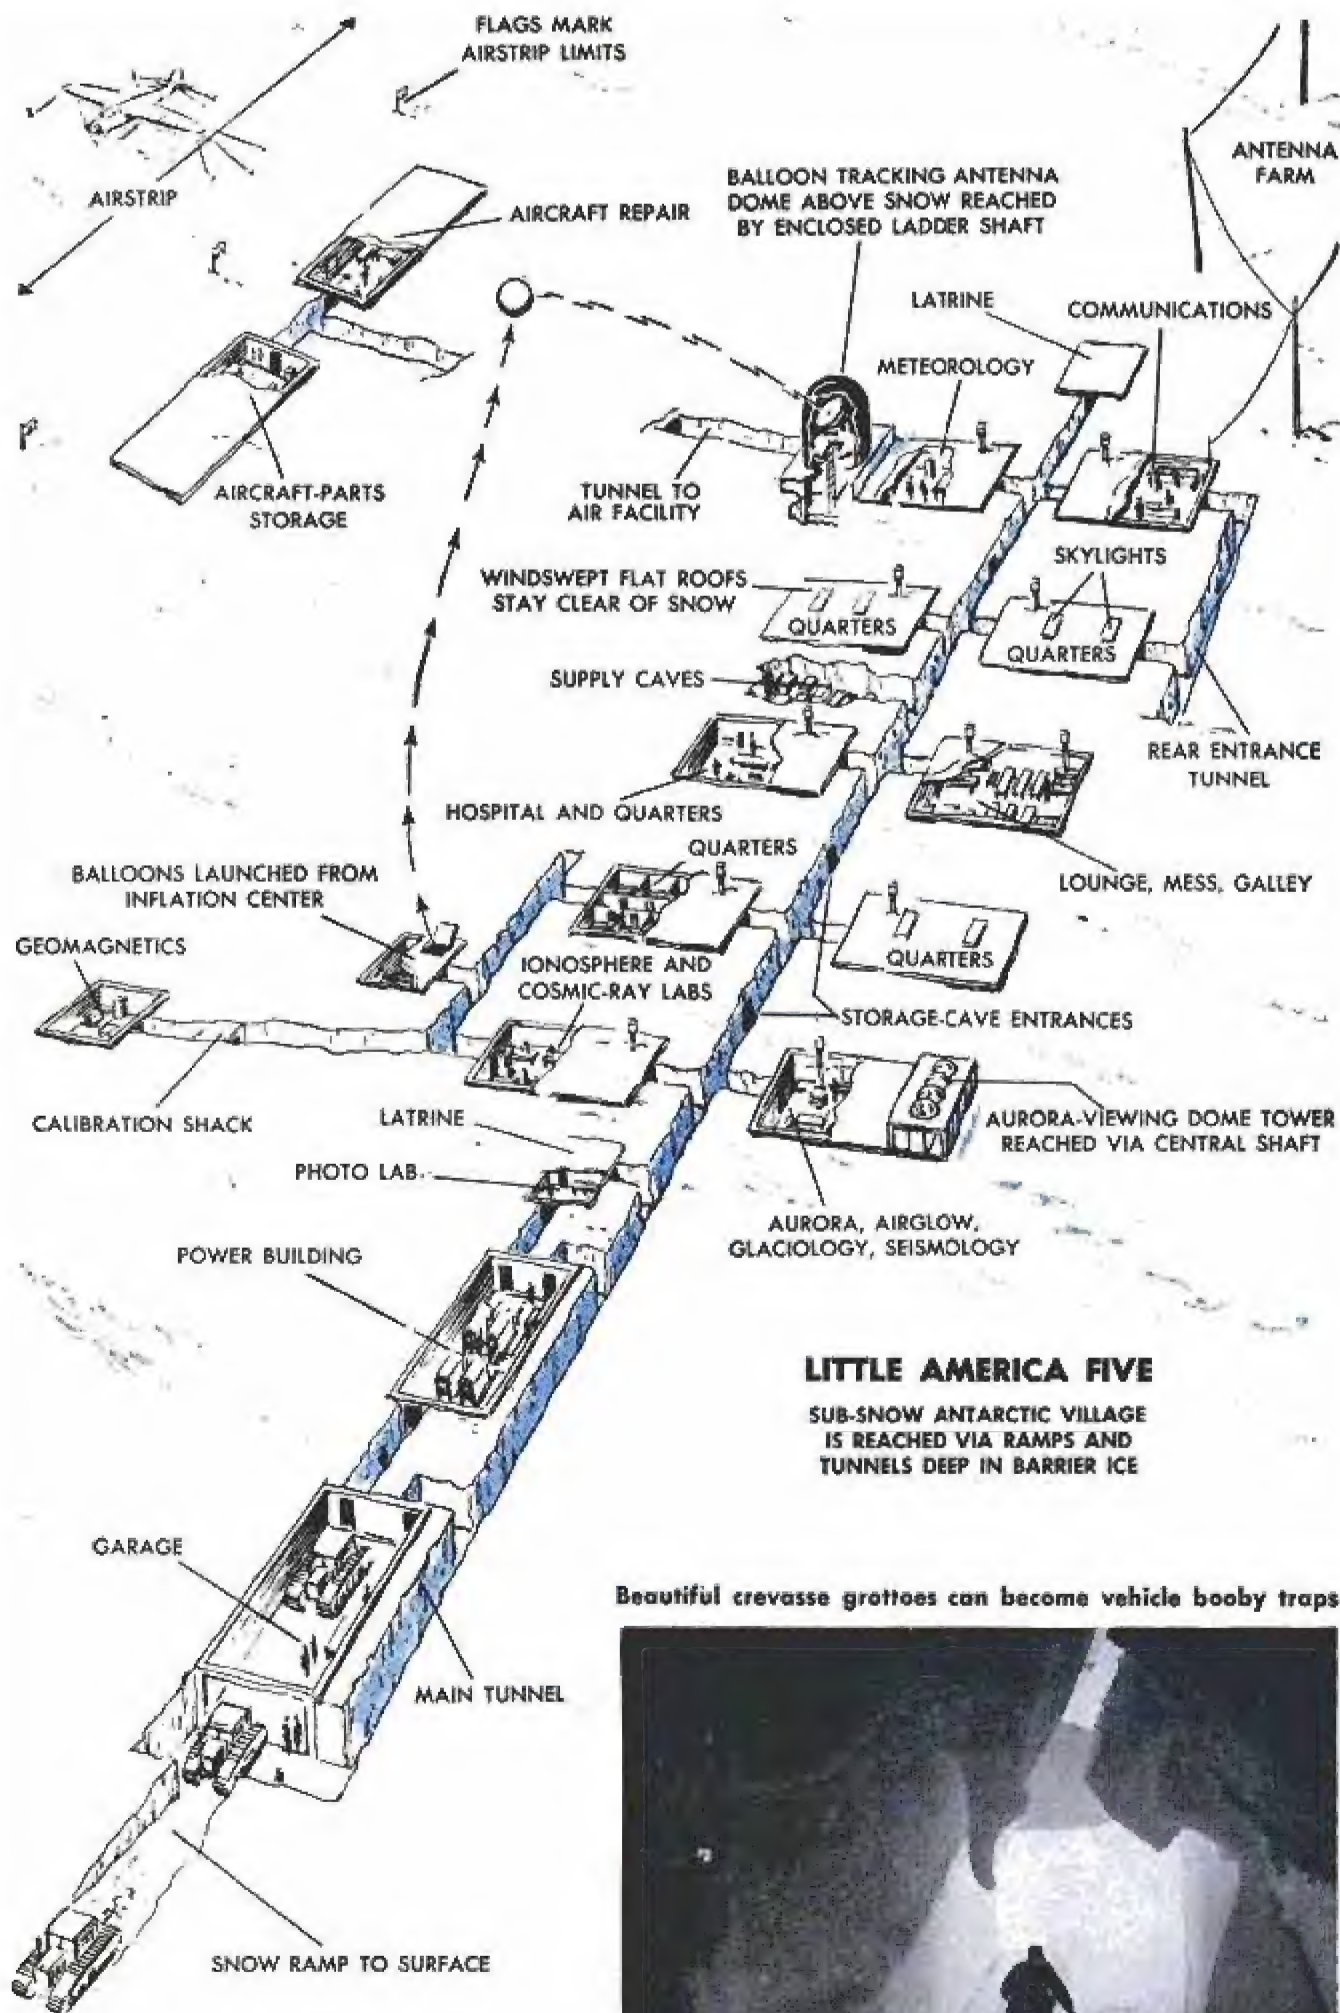 FLAGS MARK
AIRSTRIP LIMITS
ANTENNA
FARM
AIRSTRIP
AIRCRAFT REPAIR
BALLOON TRACKING ANTENNA
DOME ABOVE SNOW REACHED
BY ENCLOSED LADDER SHAFT
LATRINE
COMMUNICATIONS
METEOROLOGY
AIRCRAFT-PARTS
STORAGE
TUNNEL TO
AIR FACILITY
SKYLIGHTS
WINDSWEPT FLAT ROOFS
STAY CLEAR OF SNOW
QUARTERS
QUARTERS
SUPPLY CAVES
REAR ENTRANCE
TUNNEL
HOSPITAL AND QUARTERS
QUARTERS
LOUNGE, MESS, GALLEY
BALLOONS LAUNCHED FROM
INFLATION CENTER
GEOMAGNETICS
IONOSPHERE AND
COSMIC-RAY LABS
QUARTERS
STORAGE-CAVE ENTRANCES
CALIBRATION SHACK
LATRINE
AURORA-VIEWING DOME TOWER
REACHED VIA CENTRAL SHAFT
PHOTO LAB.
AURORA, AIRGLOW,
GLACIOLOGY, SEISMOLOGY
POWER BUILDING
LITTLE AMERICA FIVE
SUB-SNOW ANTARCTIC VILLAGE
IS REACHED VIA RAMPS AND
TUNNELS DEEP IN BARRIER ICE
GARAGE
Beautiful crevasse grottoes can become vehicle booby traps
MAIN TUNNEL
SNOW RAMP TO SURFACE